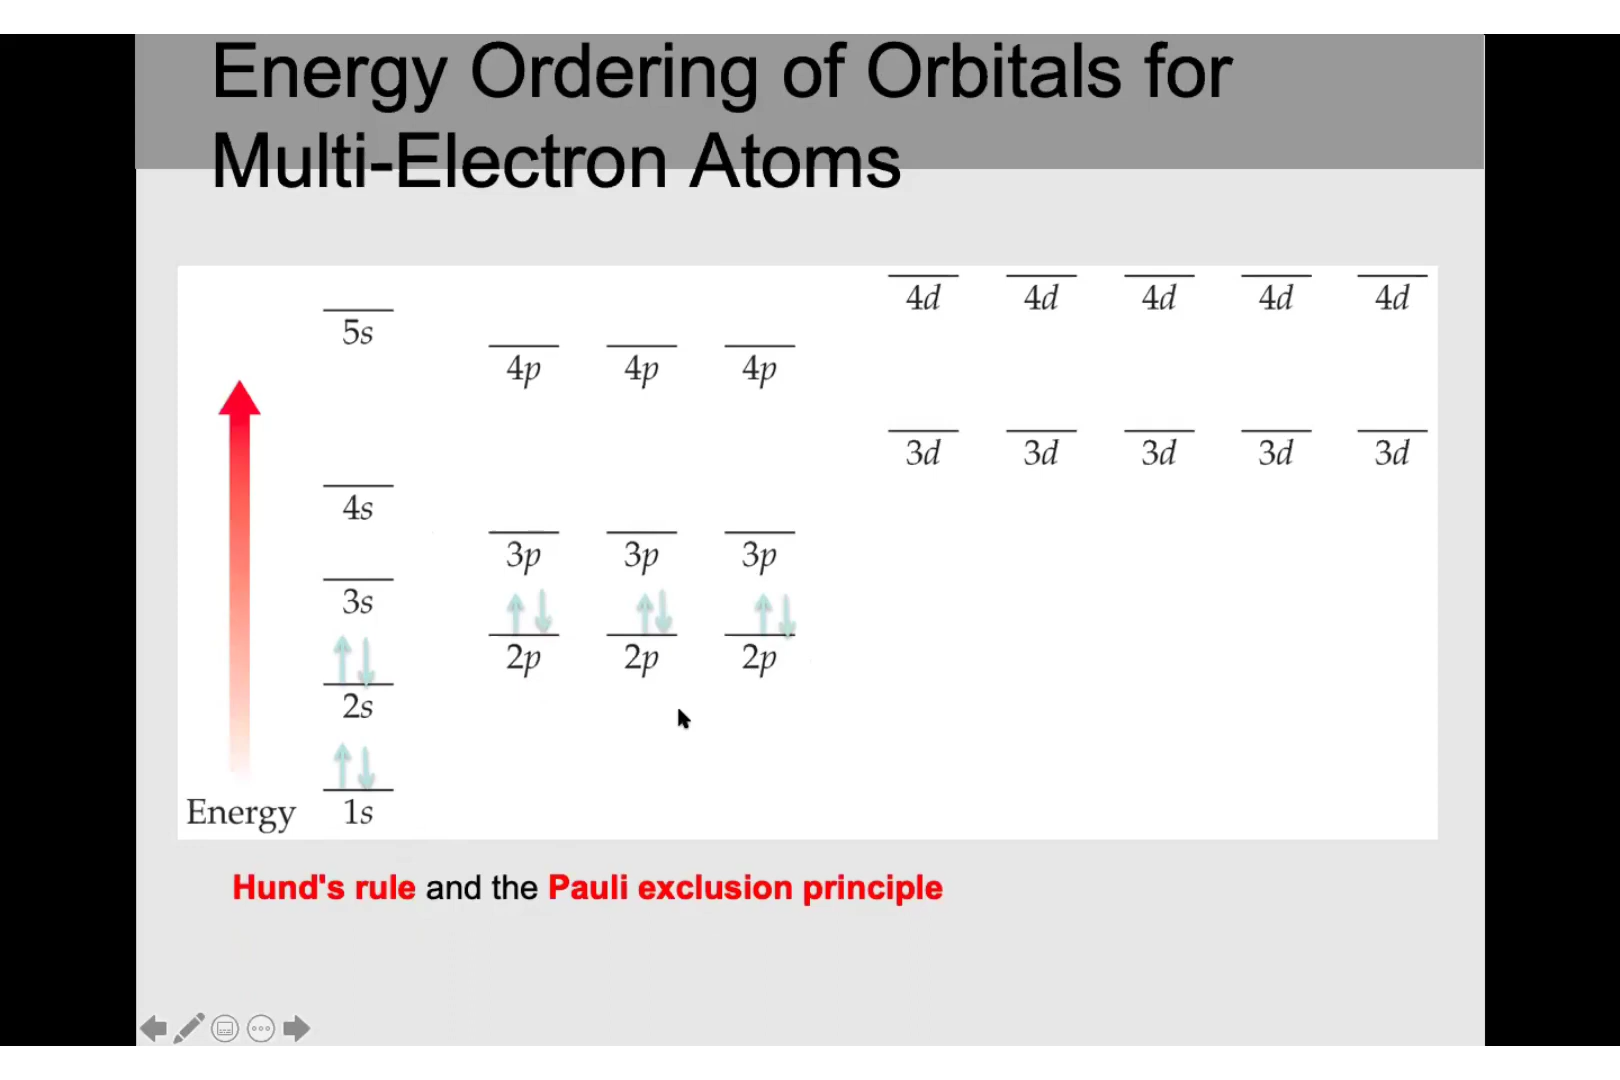 Energy Ordering of Orbitals for
Multi-Electron Atoms
4d 4d 4d 4d 4d
5s
4p 4p 4p
3d 3d 3d 3d 3d
4s
3p 3p 3p
3s
2p 2p 2p
2s
Energy 1s
Hund's rule and the Pauli exclusion principle